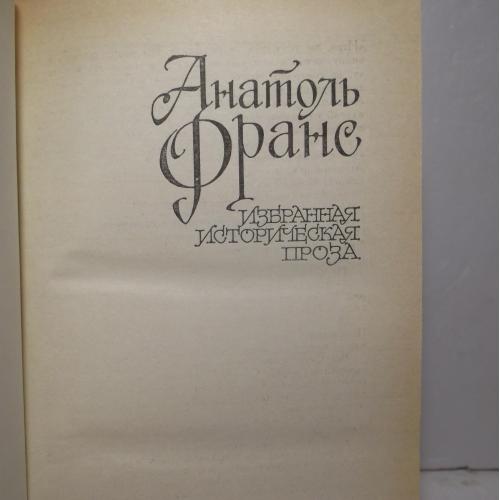 Анатоль
Франс
ИЗБРАННАЯ
ИСТОРИЧЕСКАЯ
ПРОЗА.